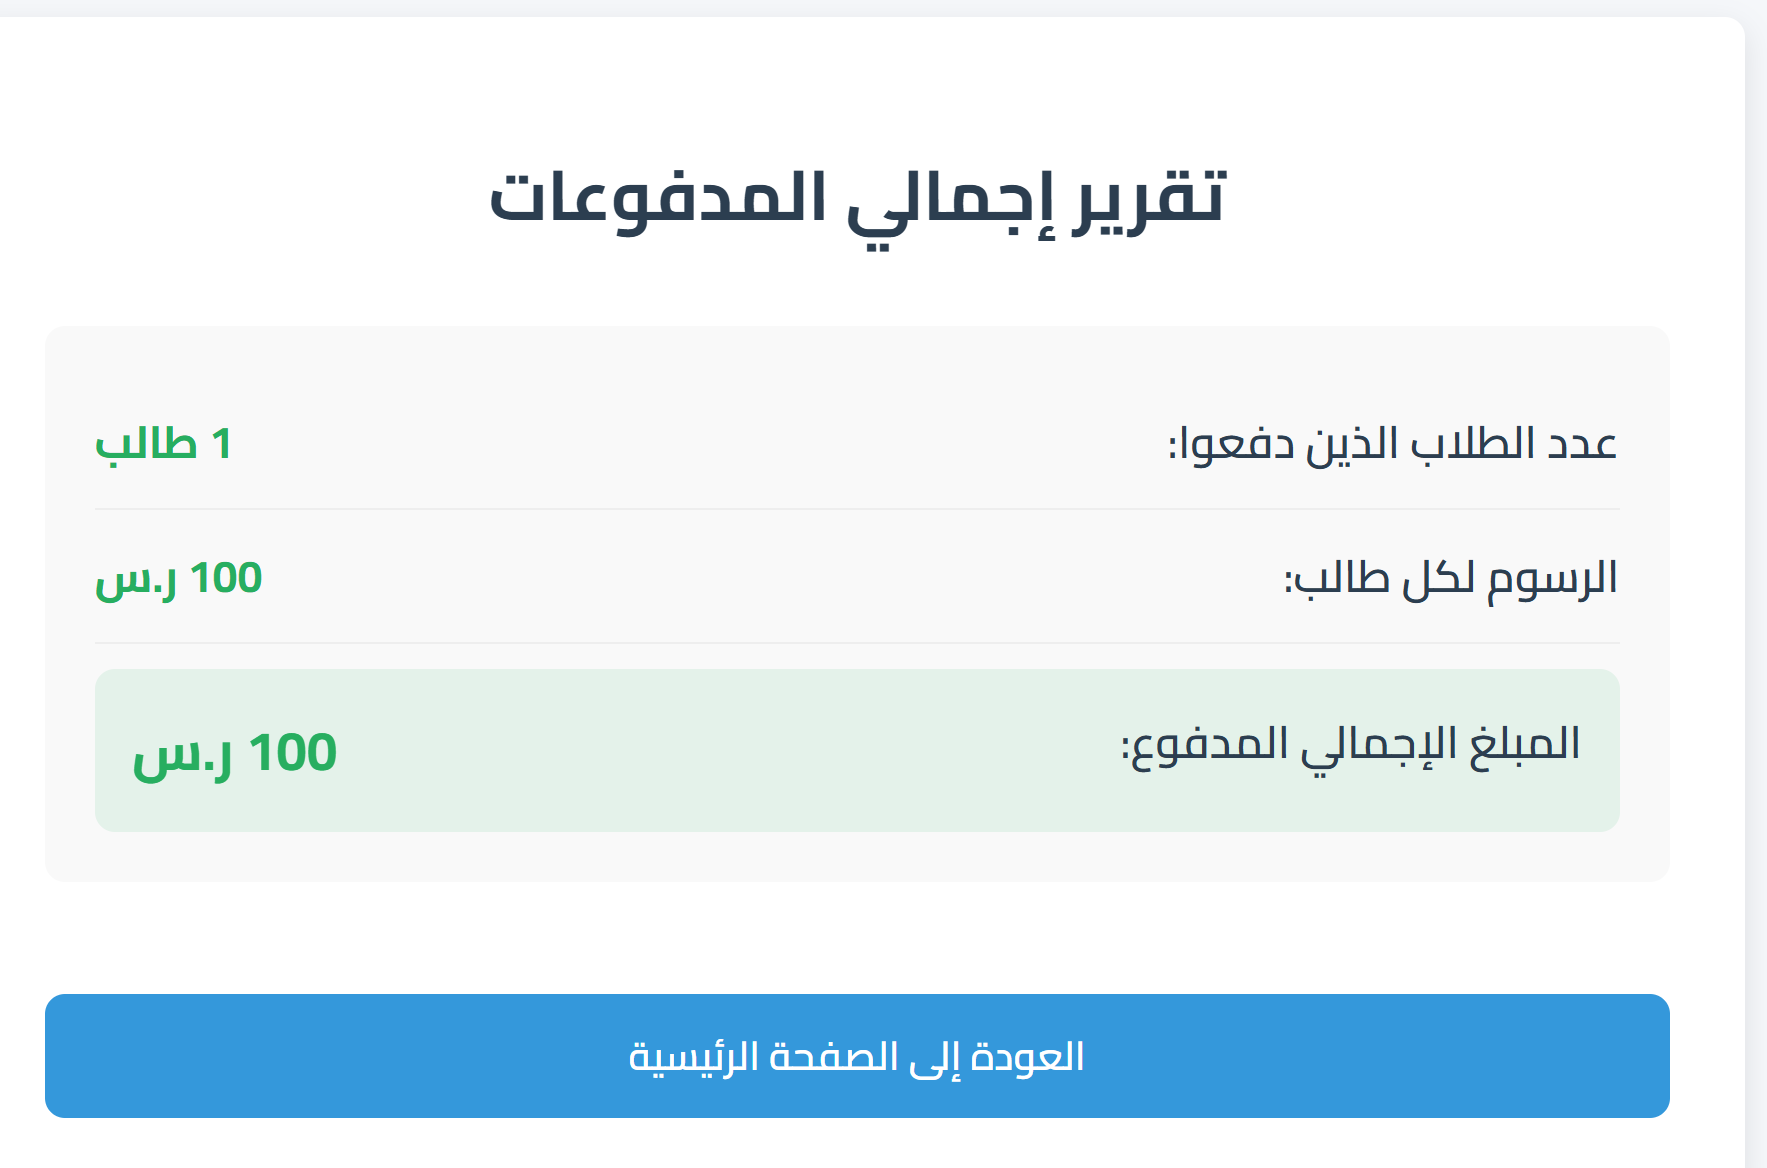 تقرير إجمالي المدفوعات
عدد الطلاب الذين دفعوا: 1 طالب
الرسوم لكل طالب: 100 ر.س
المبلغ الإجمالي المدفوع: 100 ر.س
العودة إلى الصفحة الرئيسية